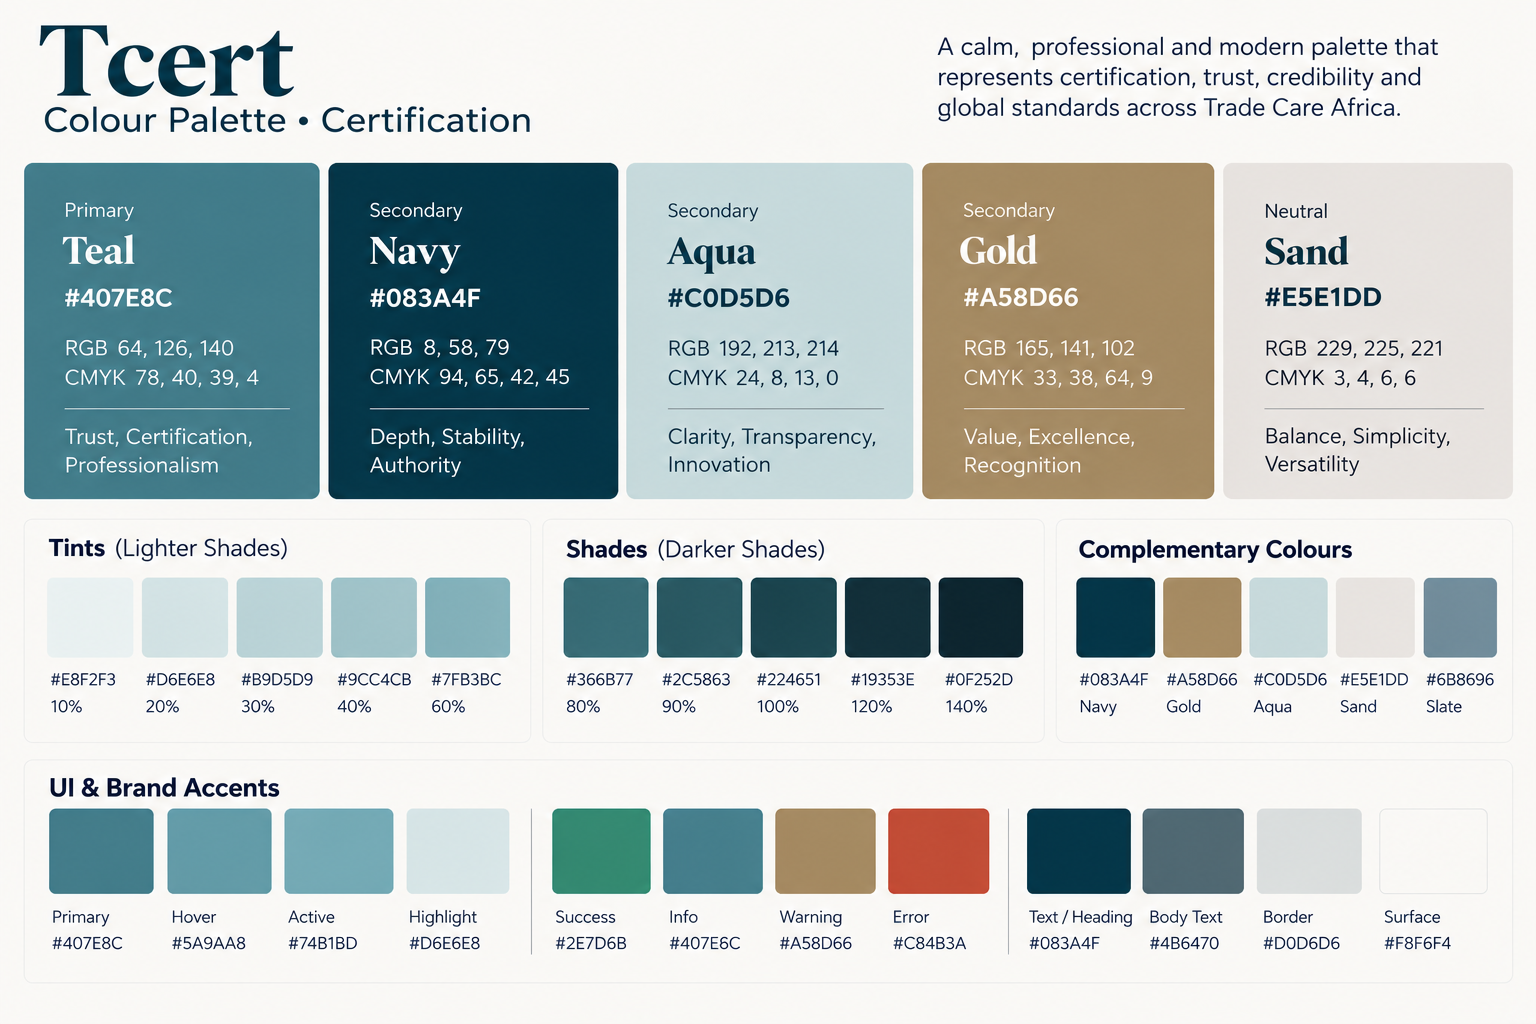 Tcert
Colour Palette • Certification
A calm, professional and modern palette that
represents certification, trust, credibility and
global standards across Trade Care Africa.
Primary
Teal
#407E8C
RGB 64, 126, 140
CMYK 78, 40, 39, 4
Trust, Certification,
Professionalism
Secondary
Navy
#083A4F
RGB 8, 58, 79
CMYK 94, 65, 42, 45
Depth, Stability,
Authority
Secondary
Aqua
#C0D5D6
RGB 192, 213, 214
CMYK 24, 8, 13, 0
Clarity, Transparency,
Innovation
Secondary
Gold
#A58D66
RGB 165, 141, 102
CMYK 33, 38, 64, 9
Value, Excellence,
Recognition
Neutral
Sand
#E5E1DD
RGB 229, 225, 221
CMYK 3, 4, 6, 6
Balance, Simplicity,
Versatility
Tints (Lighter Shades)
#E8F2F3 #D6E6E8 #B9D5D9 #9CC4CB #7FB3BC
10% 20% 30% 40% 60%
Shades (Darker Shades)
#366B77 #2C5863 #224651 #19353E #0F252D
80% 90% 100% 120% 140%
Complementary Colours
#083A4F #A58D66 #C0D5D6 #E5E1DD #6B8696
Navy Gold Aqua Sand Slate
UI & Brand Accents
Primary Hover Active Highlight Success Info Warning Error Text / Heading Body Text Border Surface
#407E8C #5A9AA8 #74B1BD #D6E6E8 #2E7D6B #407E6C #A58D66 #C84B3A #083A4F #4B6470 #D0D6D6 #F8F6F4